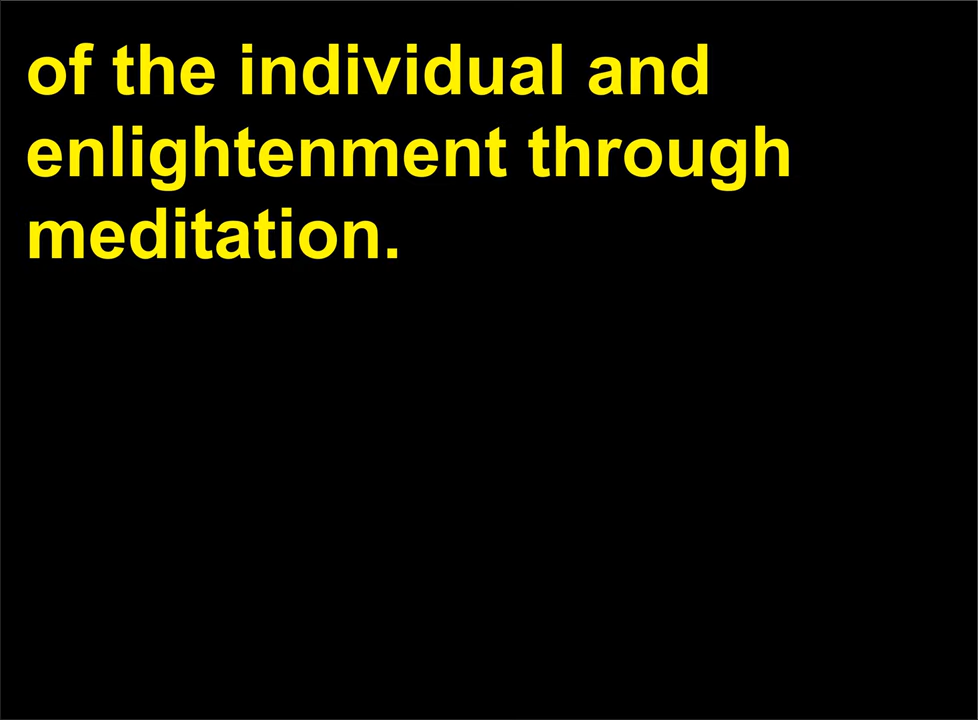 of the individual and
enlightenment through
meditation.